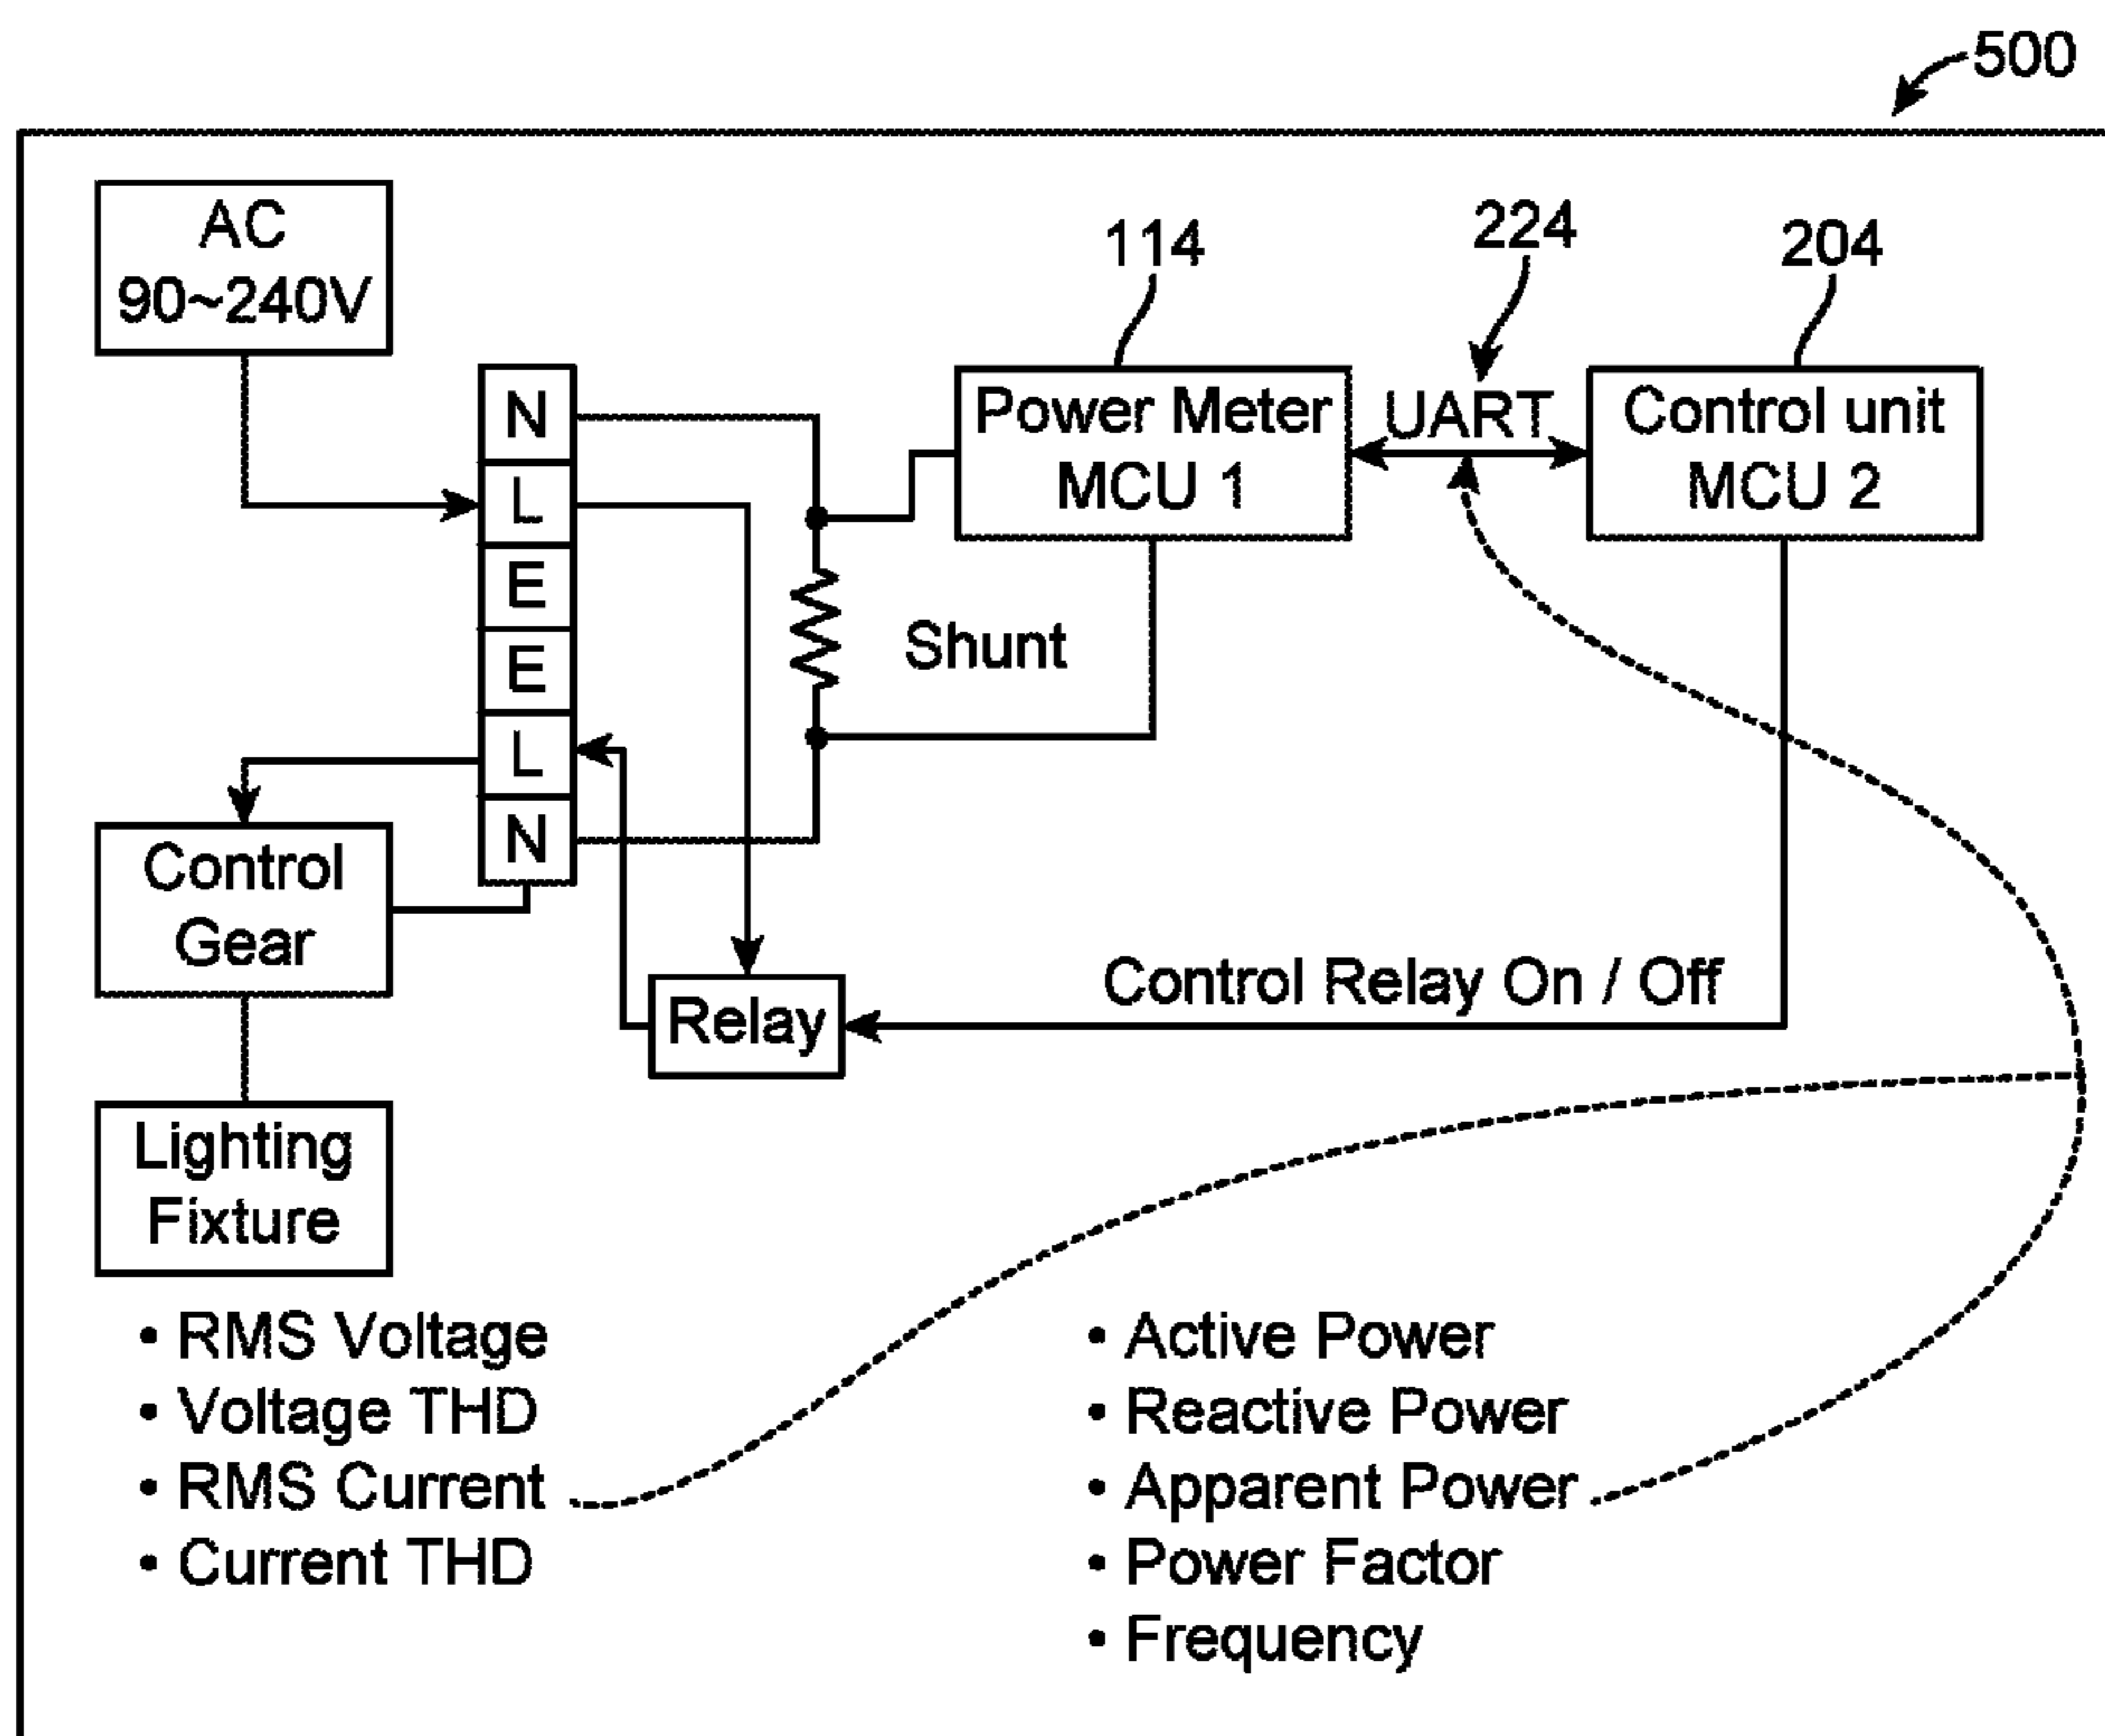 500
AC
90~240V
114
224
204
N
L
E
E
L
N
Power Meter
MCU 1
UART
Control unit
MCU 2
Shunt
Control
Gear
Relay
Control Relay On / Off
Lighting
Fixture
• RMS Voltage
• Voltage THD
• RMS Current
• Current THD
• Active Power
• Reactive Power
• Apparent Power
• Power Factor
• Frequency